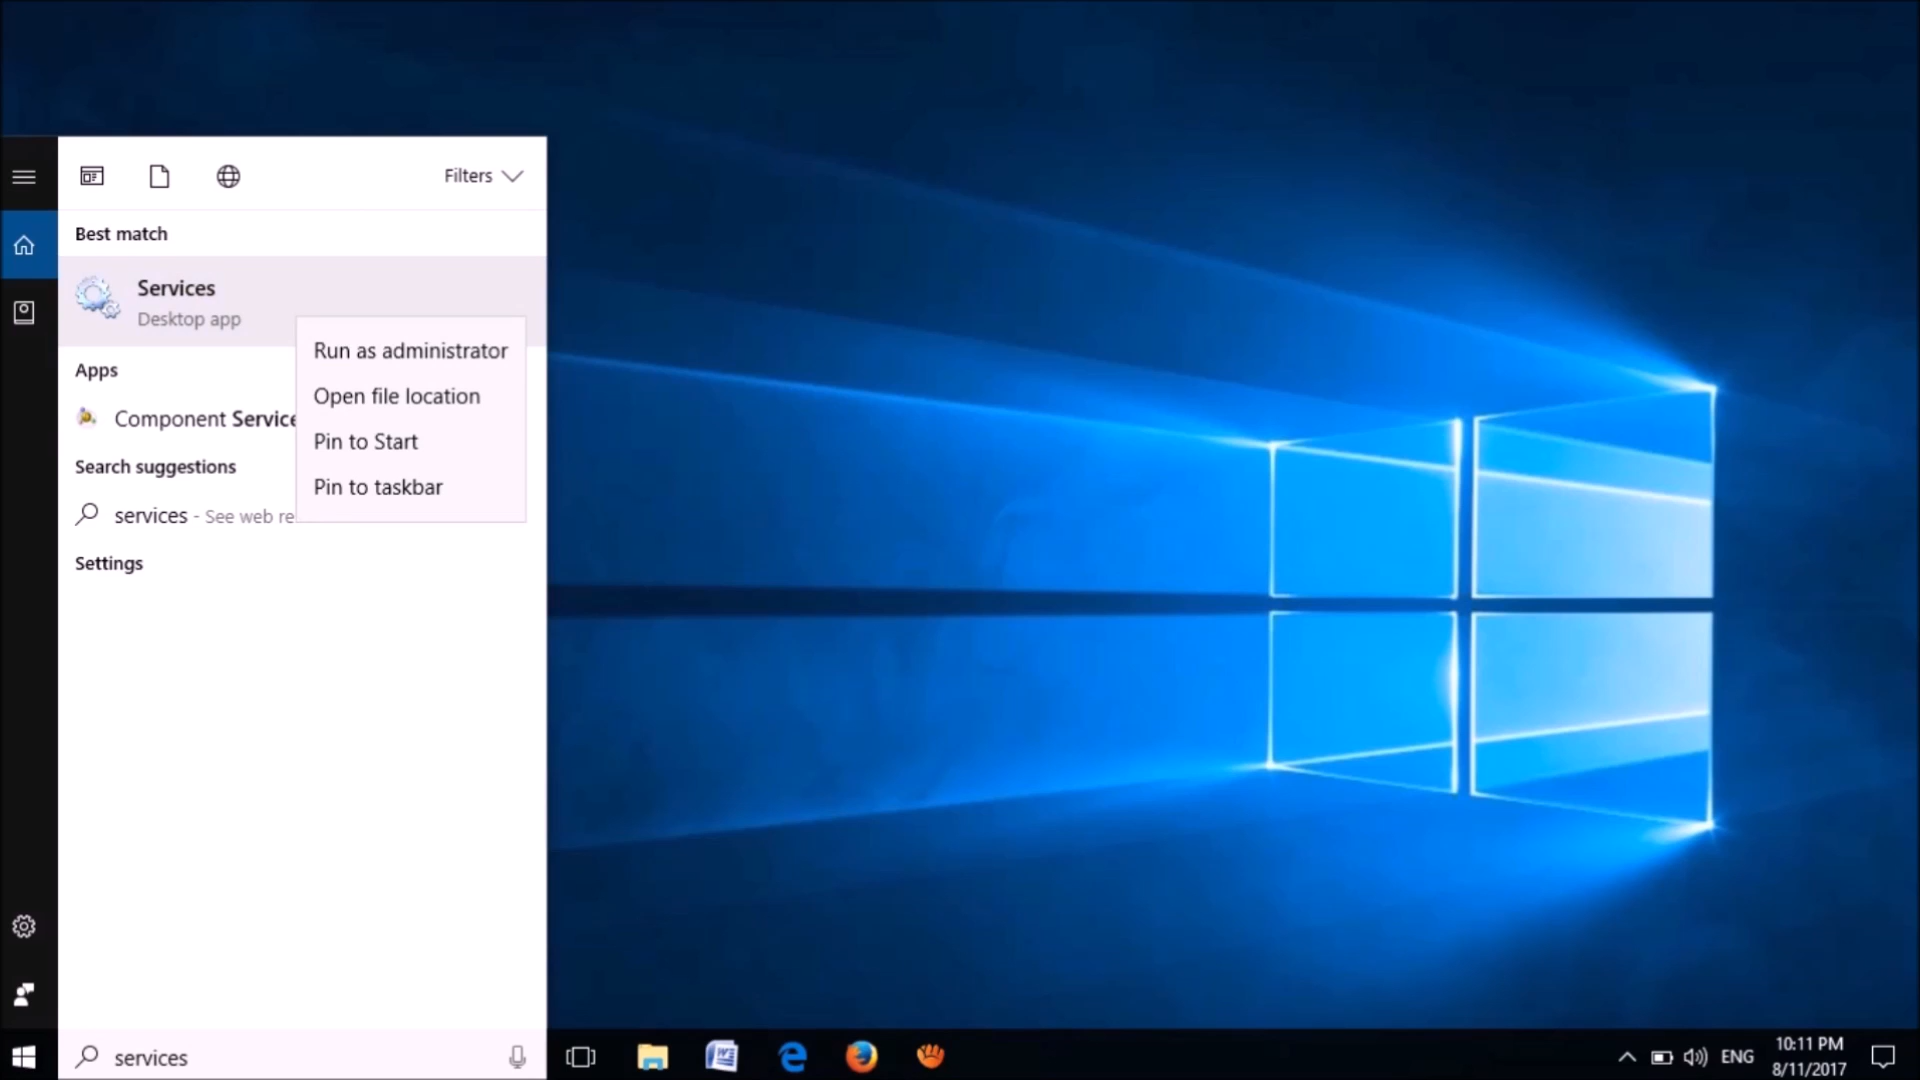 Filters
Best match
Services
Desktop app
Run as administrator
Open file location
Pin to Start
Pin to taskbar
Apps
Component Service
Search suggestions
services - See web re
Settings
services
ENG
10:11 PM
8/11/2017